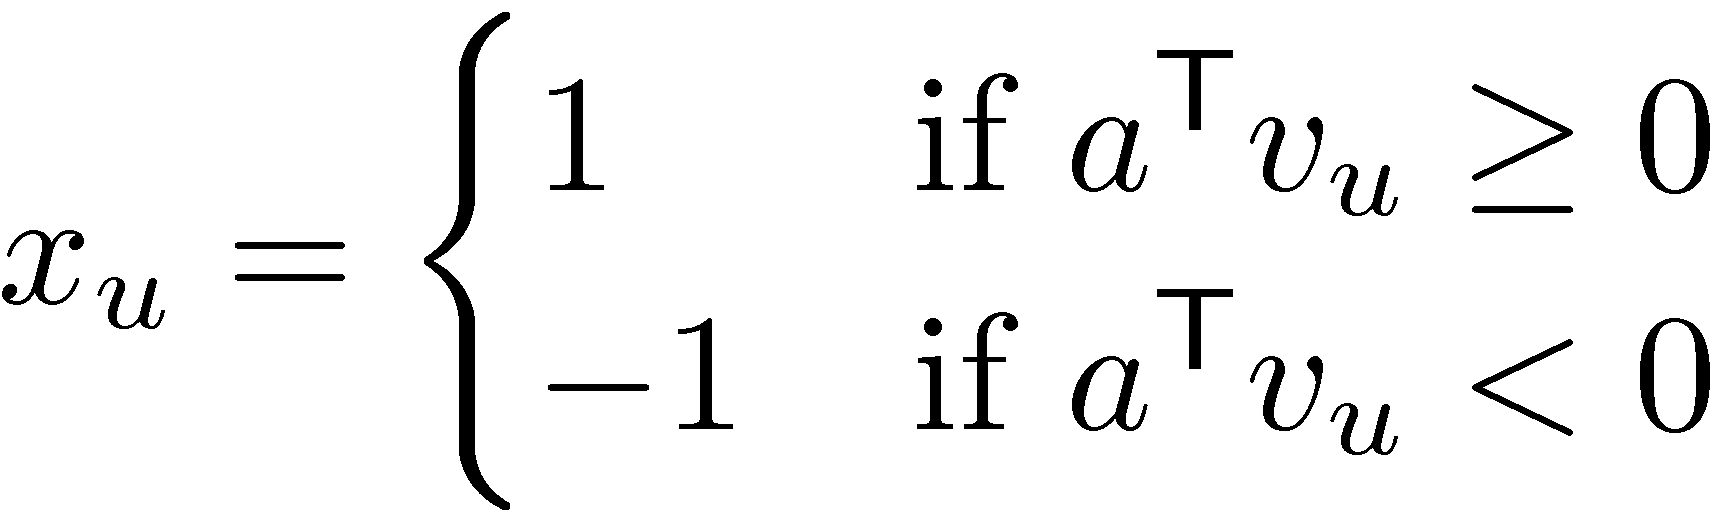 x_u = { 1 if a^⊤ v_u ≥ 0
−1 if a^⊤ v_u < 0